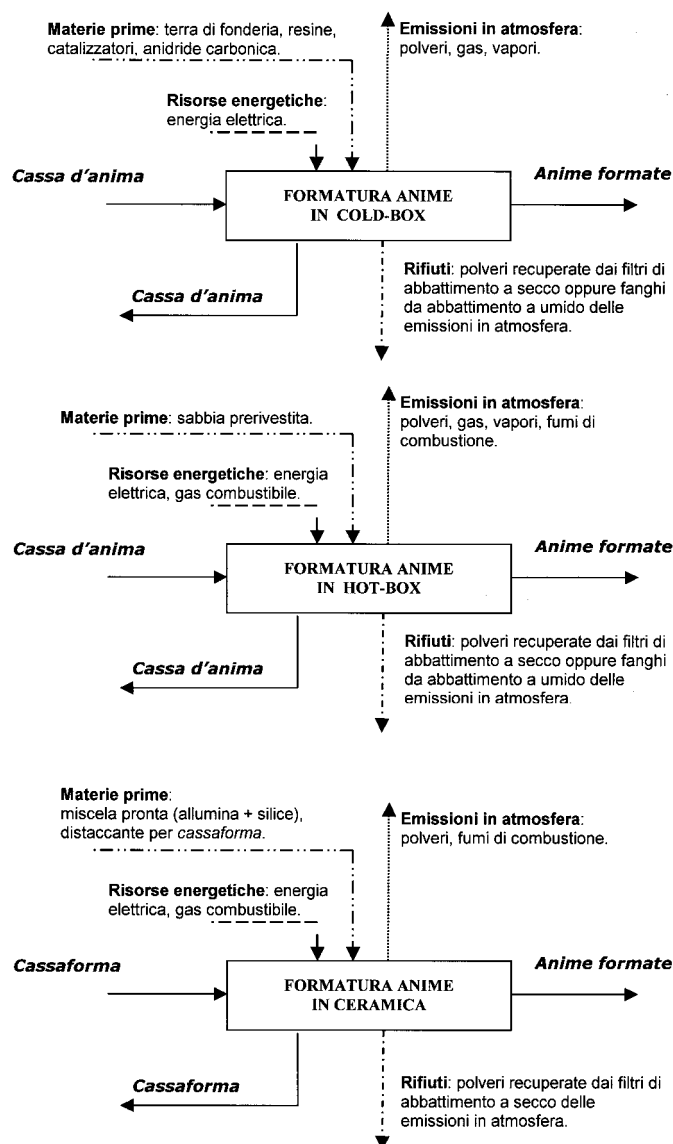 Materie prime: terra di fonderia, resine,
catalizzatori, anidride carbonica.
Emissioni in atmosfera:
polveri, gas, vapori.
Risorse energetiche:
energia elettrica.
Cassa d'anima
FORMATURA ANIME
IN COLD-BOX
Anime formate
Cassa d'anima
Rifiuti: polveri recuperate dai filtri di
abbattimento a secco oppure fanghi
da abbattimento a umido delle
emissioni in atmosfera.
Materie prime: sabbia prerivestita.
Emissioni in atmosfera:
polveri, gas, vapori, fumi di
combustione.
Risorse energetiche: energia
elettrica, gas combustibile.
Cassa d'anima
FORMATURA ANIME
IN HOT-BOX
Anime formate
Cassa d'anima
Rifiuti: polveri recuperate dai filtri di
abbattimento a secco oppure fanghi
da abbattimento a umido delle
emissioni in atmosfera.
Materie prime:
miscela pronta (allumina + silice),
distaccante per cassaforma.
Emissioni in atmosfera:
polveri, fumi di combustione.
Risorse energetiche: energia
elettrica, gas combustibile.
Cassaforma
FORMATURA ANIME
IN CERAMICA
Anime formate
Cassaforma
Rifiuti: polveri recuperate dai filtri di
abbattimento a secco delle
emissioni in atmosfera.